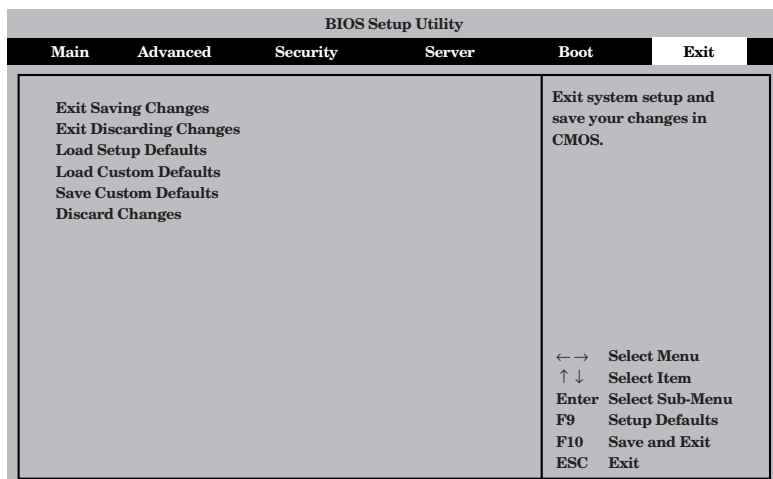 BIOS Setup Utility
Main Advanced Security Server Boot Exit
Exit Saving Changes
Exit Discarding Changes
Load Setup Defaults
Load Custom Defaults
Save Custom Defaults
Discard Changes
Exit system setup and
save your changes in
CMOS.
←→ Select Menu
↑↓ Select Item
Enter Select Sub-Menu
F9 Setup Defaults
F10 Save and Exit
ESC Exit